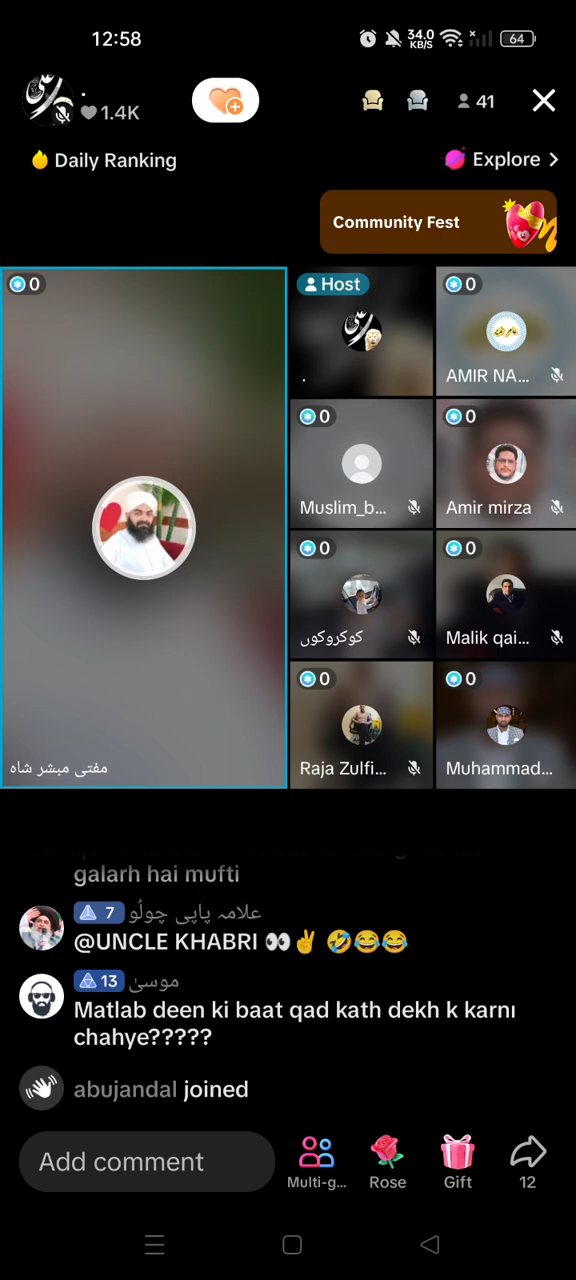 12:58
34.0
KB/S
64
.
1.4K
41
Daily Ranking
Explore >
Community Fest
0
Host
0
.
AMIR NA...
0
0
Muslim_b...
Amir mirza
0
0
کوکروکوں
Malik qai...
0
0
Raja Zulfi...
Muhammad...
مفتی مبشر شاہ
galarh hai mufti
7 علامہ پاپی چولُو
@UNCLE KHABRI 👀✌️ 🤣😂😂
13 موسیٰ
Matlab deen ki baat qad kath dekh k karni
chahye?????
abujandal joined
Add comment
Multi-g...
Rose
Gift
12